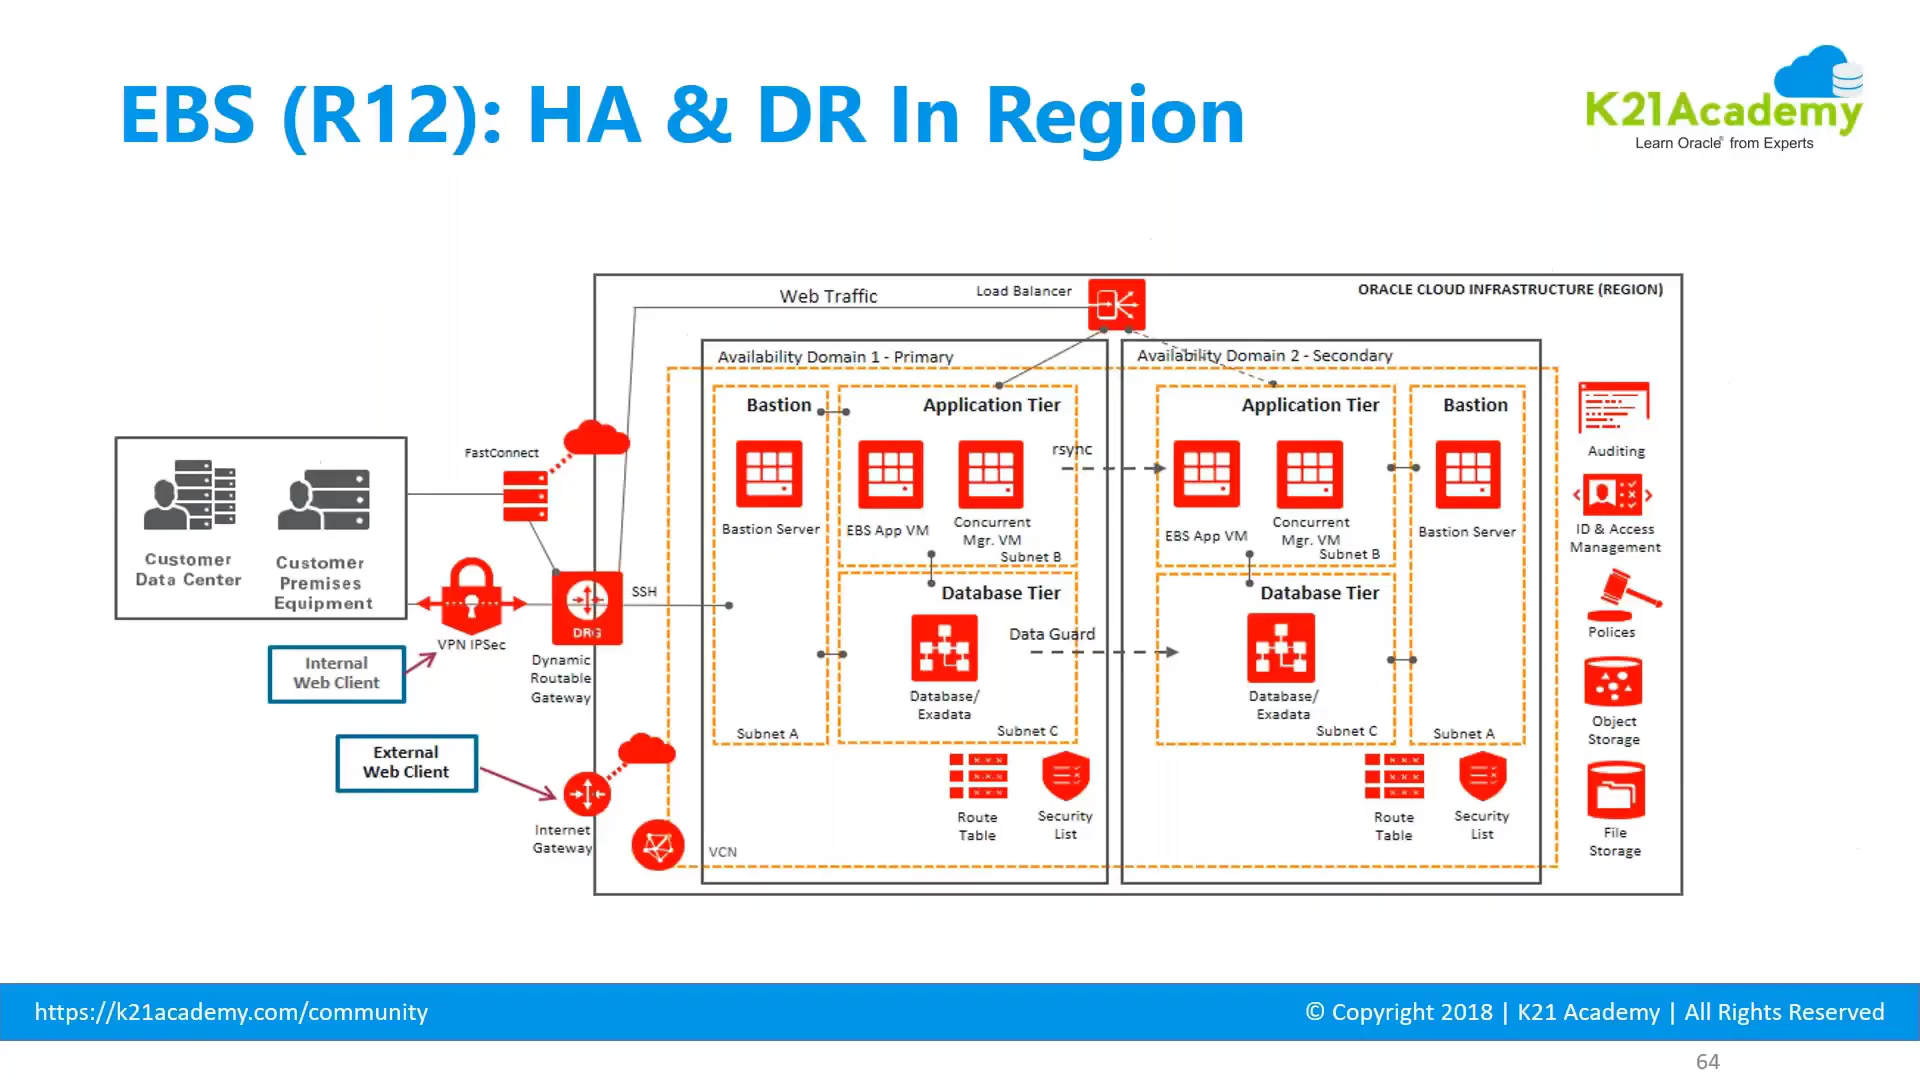 EBS (R12): HA & DR In Region
K21Academy
Learn Oracle® from Experts
Web Traffic
Load Balancer
ORACLE CLOUD INFRASTRUCTURE (REGION)
Availability Domain 1 - Primary
Availability Domain 2 - Secondary
Bastion
Application Tier
Application Tier
Bastion
FastConnect
rsync
Auditing
Bastion Server
EBS App VM
Concurrent
Mgr. VM
Subnet B
EBS App VM
Concurrent
Mgr. VM
Subnet B
Bastion Server
ID & Access
Management
Customer
Data Center
Customer
Premises
Equipment
SSH
DRG
Database Tier
Database Tier
VPN IPSec
Data Guard
Polices
Internal
Web Client
Dynamic
Routable
Gateway
Database/
Exadata
Database/
Exadata
Subnet A
Subnet C
Subnet C
Subnet A
Object
Storage
External
Web Client
Internet
Gateway
VCN
Route
Table
Security
List
Route
Table
Security
List
File
Storage
https://k21academy.com/community
© Copyright 2018 | K21 Academy | All Rights Reserved
64